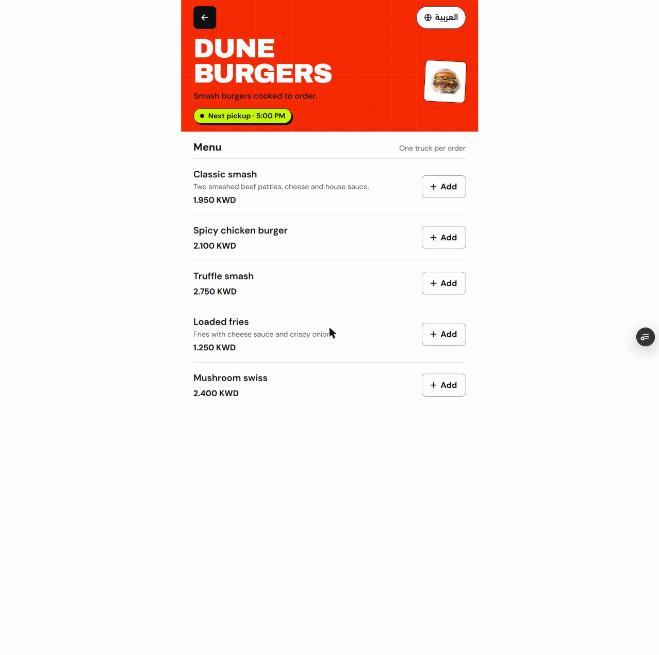 العربية
DUNE
BURGERS
Smash burgers cooked to order.
Next pickup · 5:00 PM
Menu
One truck per order
Classic smash
Two smashed beef patties, cheese and house sauce.
1.950 KWD
+ Add
Spicy chicken burger
2.100 KWD
+ Add
Truffle smash
2.750 KWD
+ Add
Loaded fries
Fries with cheese sauce and crispy onion
1.250 KWD
+ Add
Mushroom swiss
2.400 KWD
+ Add